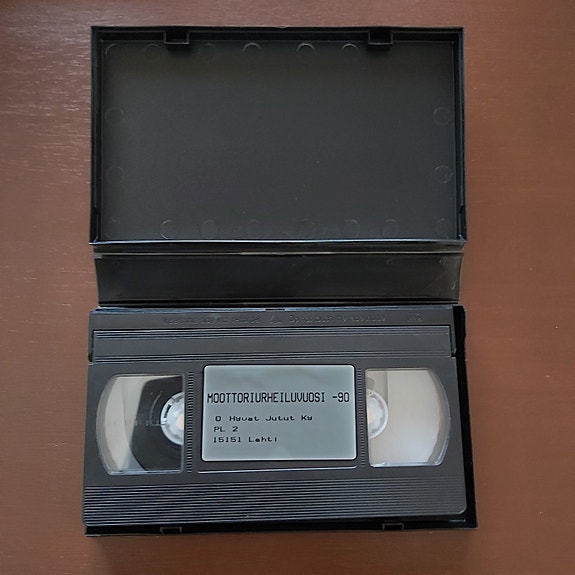 MOOTTORIURHEILUVUOSI -90
O Hyvat Jutut Ky
PL 2
15151 Lahti